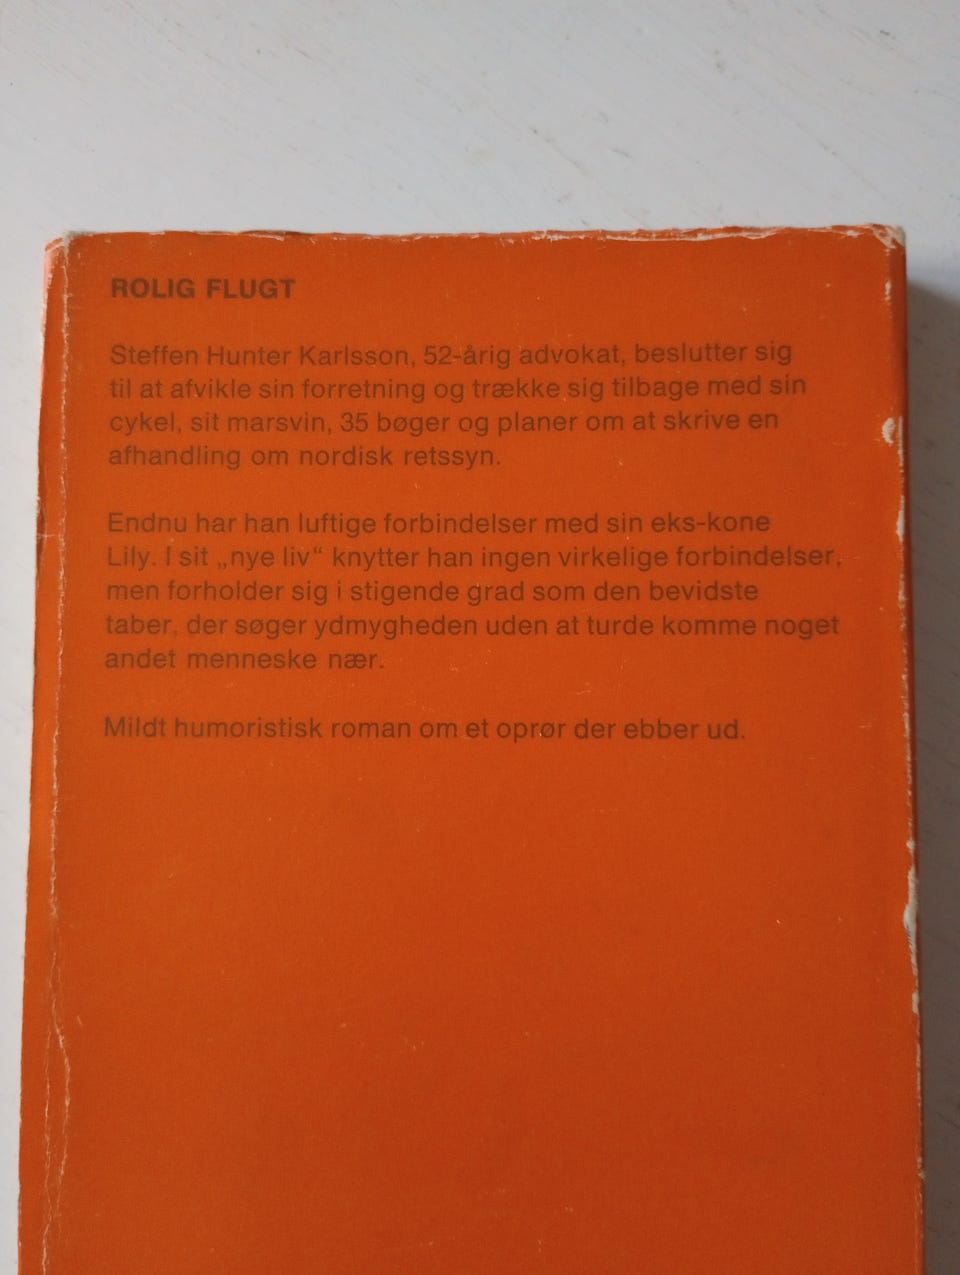 ROLIG FLUGT
Steffen Hunter Karlsson, 52-årig advokat, beslutter sig
til at afvikle sin forretning og trække sig tilbage med sin
cykel, sit marsvin, 35 bøger og planer om at skrive en
afhandling om nordisk retssyn.
Endnu har han luftige forbindelser med sin eks-kone
Lily. I sit „nye liv“ knytter han ingen virkelige forbindelser,
men forholder sig i stigende grad som den bevidste
taber, der søger ydmygheden uden at turde komme noget
andet menneske nær.
Mildt humoristisk roman om et oprør der ebber ud.